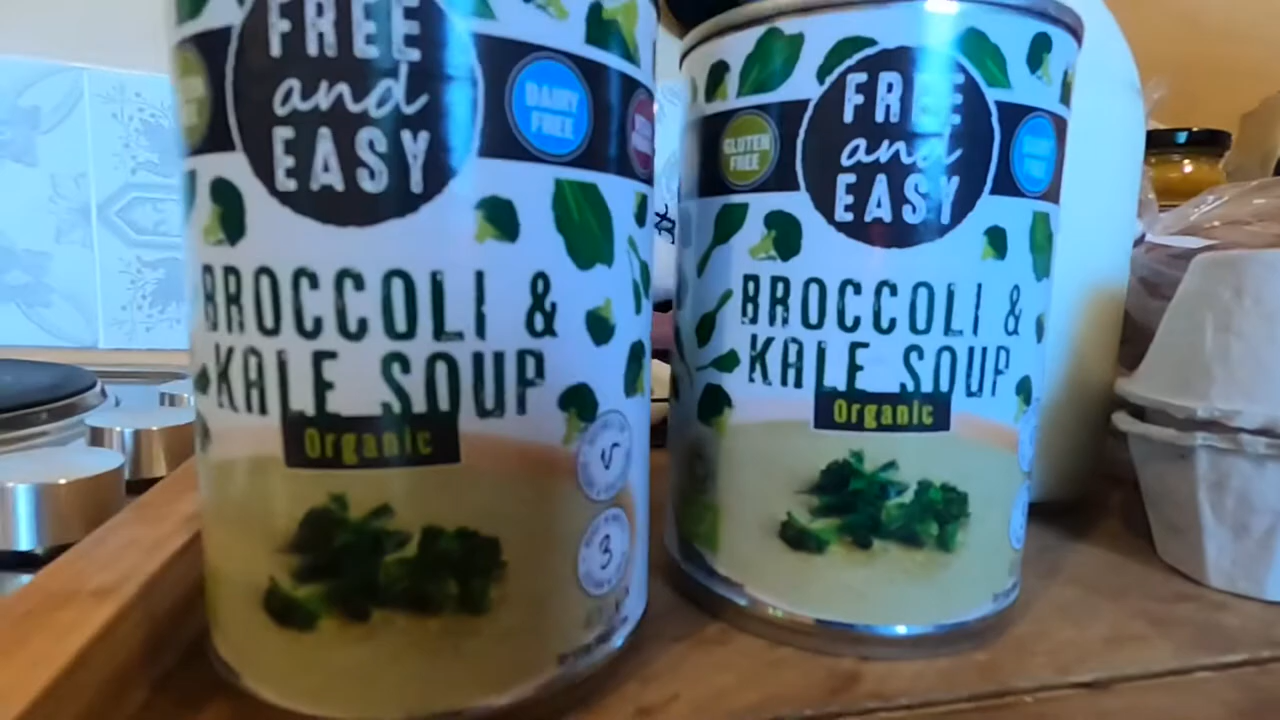 FREE
and
EASY
DAIRY
FREE
BROCCOLI &
KALE SOUP
Organic
3
FREE
and
EASY
GLUTEN
FREE
BROCCOLI &
KALE SOUP
Organic